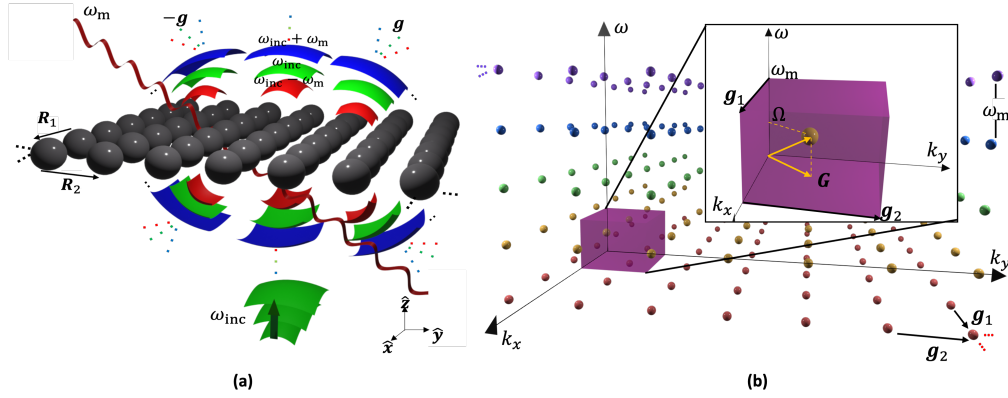 ω_m
-g
g
ω_inc + ω_m
ω_inc
ω_inc - ω_m
R_1
R_2
ω_inc
ẑ
x̂
ŷ
(a)
ω
ω
ω_m
g_1
Ω
k_y
G
k_x
g_2
ω_m
k_y
k_x
g_1
g_2
(b)